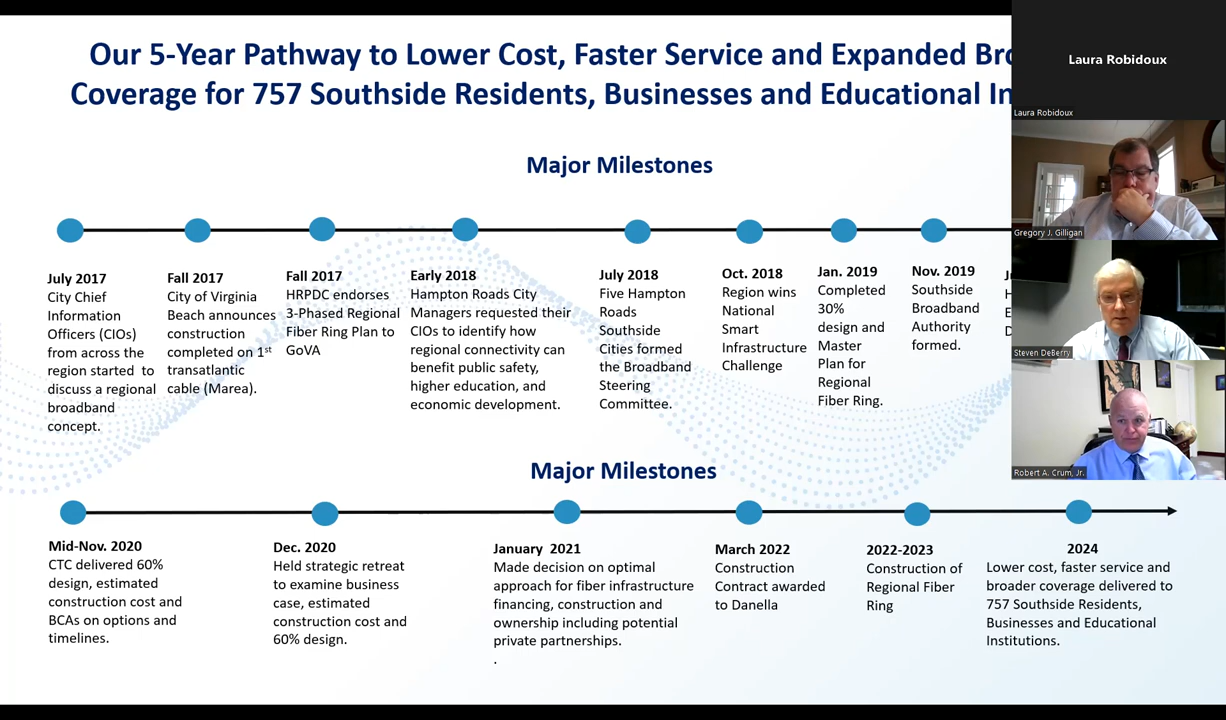 Our 5-Year Pathway to Lower Cost, Faster Service and Expanded
Coverage for 757 Southside Residents, Businesses and Educational
Major Milestones
July 2017
City Chief
Information
Officers (CIOs)
from across the
region started to
discuss a regional
broadband
concept.
Fall 2017
City of Virginia
Beach announces
construction
completed on 1st
transatlantic
cable (Marea).
Fall 2017
HRPDC endorses
3-Phased Regional
Fiber Ring Plan to
GoVA
Early 2018
Hampton Roads City
Managers requested their
CIOs to identify how
regional connectivity can
benefit public safety,
higher education, and
economic development.
July 2018
Five Hampton
Roads
Southside
Cities formed
the Broadband
Steering
Committee.
Oct. 2018
Region wins
National
Smart
Infrastructure
Challenge
Jan. 2019
Completed
30%
design and
Master
Plan for
Regional
Fiber Ring.
Nov. 2019
Southside
Broadband
Authority
formed.
Major Milestones
Mid-Nov. 2020
CTC delivered 60%
design, estimated
construction cost and
BCAs on options and
timelines.
Dec. 2020
Held strategic retreat
to examine business
case, estimated
construction cost and
60% design.
January 2021
Made decision on optimal
approach for fiber infrastructure
financing, construction and
ownership including potential
private partnerships.
.
March 2022
Construction
Contract awarded
to Danella
2022-2023
Construction of
Regional Fiber
Ring
2024
Lower cost, faster service and
broader coverage delivered to
757 Southside Residents,
Businesses and Educational
Institutions.
Laura Robidoux
Laura Robidoux
Gregory J. Gilligan
Steven DeBerry
Robert A. Crum, Jr.